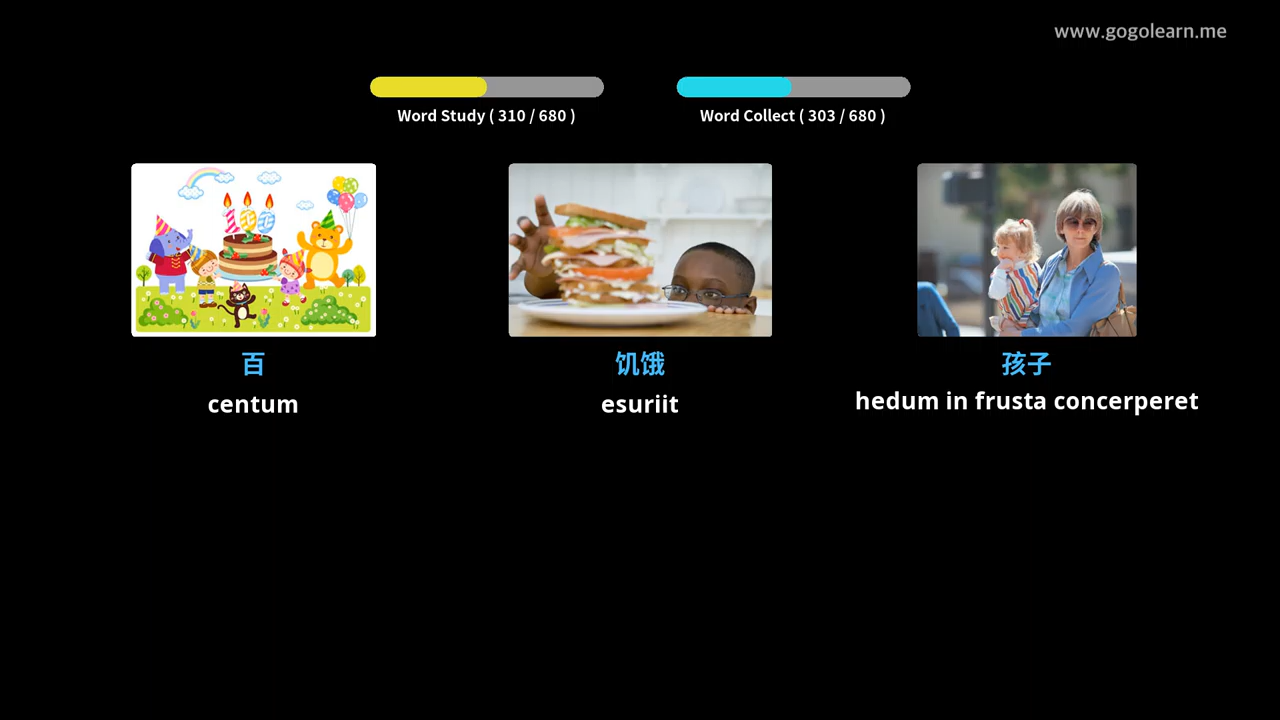 www.gogolearn.me
Word Study ( 310 / 680 )
Word Collect ( 303 / 680 )
100
百
饥饿
孩子
centum
esuriit
hedum in frusta concerperet